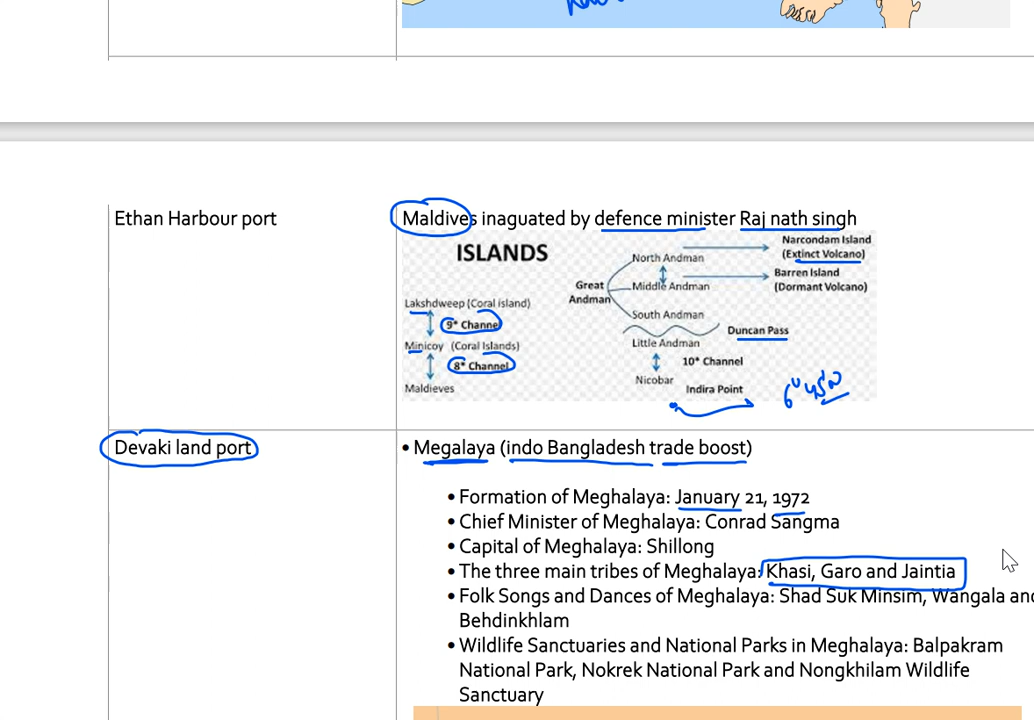 Ethan Harbour port
Maldives inaguated by defence minister Raj nath singh
ISLANDS
Narcondam Island
(Extinct Volcano)
North Andman
Barren Island
(Dormant Volcano)
Great
Andman
Middle Andman
South Andman
Duncan Pass
Little Andman
10° Channel
Nicobar
Indira Point
6° 45'N
Lakshdweep (Coral island)
9° Channel
Minicoy (Coral Islands)
8° Channel
Maldieves
Devaki land port
• Megalaya (indo Bangladesh trade boost)
• Formation of Meghalaya: January 21, 1972
• Chief Minister of Meghalaya: Conrad Sangma
• Capital of Meghalaya: Shillong
• The three main tribes of Meghalaya: Khasi, Garo and Jaintia
• Folk Songs and Dances of Meghalaya: Shad Suk Minsim, Wangala and
Behdinkhlam
• Wildlife Sanctuaries and National Parks in Meghalaya: Balpakram
National Park, Nokrek National Park and Nongkhilam Wildlife
Sanctuary